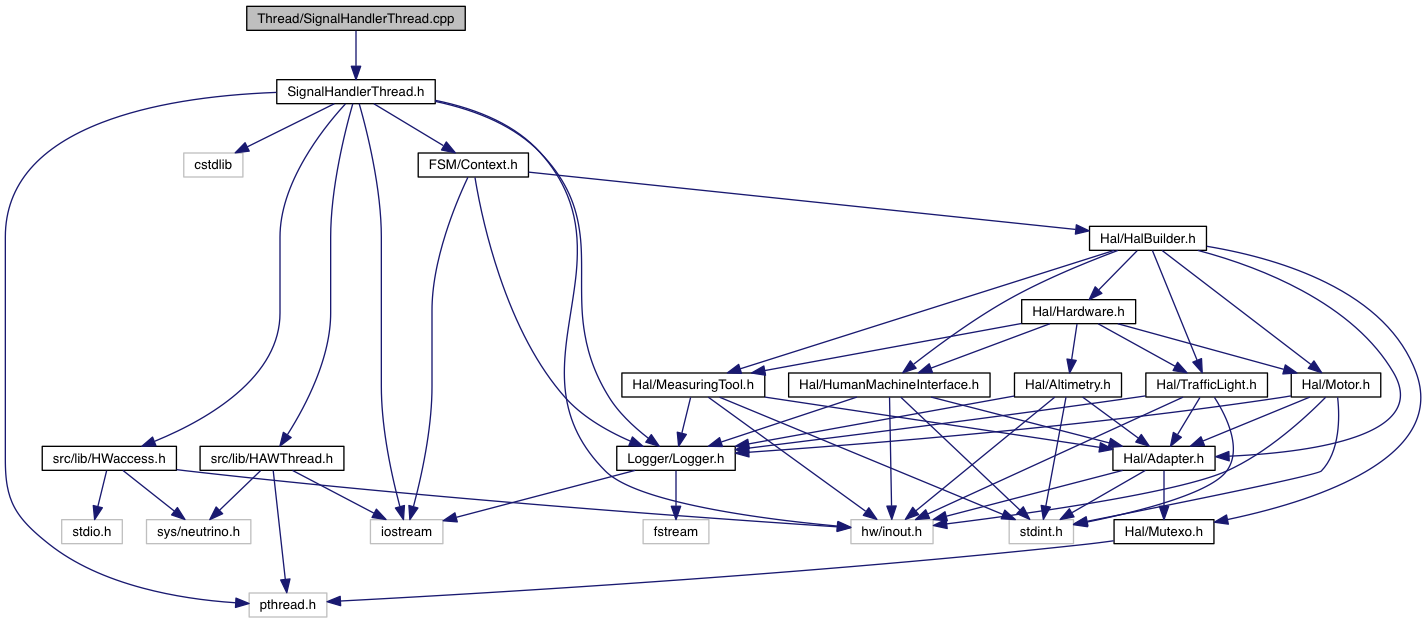 Thread/SignalHandlerThread.cpp
SignalHandlerThread.h
cstdlib
FSM/Context.h
Hal/HalBuilder.h
Hal/Hardware.h
Hal/MeasuringTool.h
Hal/HumanMachineInterface.h
Hal/Altimetry.h
Hal/TrafficLight.h
Hal/Motor.h
src/lib/HWaccess.h
src/lib/HAWThread.h
Logger/Logger.h
Hal/Adapter.h
stdio.h
sys/neutrino.h
iostream
fstream
hw/inout.h
stdint.h
Hal/Mutexo.h
pthread.h